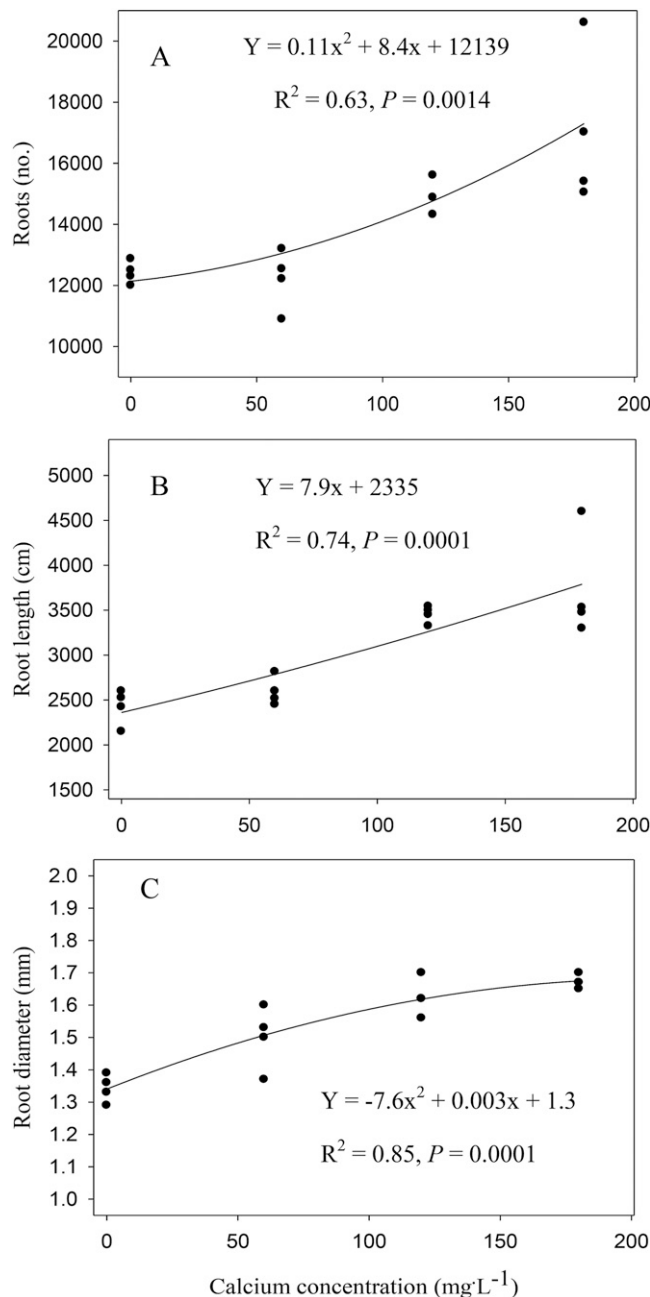 A
Y = 0.11x² + 8.4x + 12139
R² = 0.63, P = 0.0014
Roots (no.)
20000
18000
16000
14000
12000
10000
0 50 100 150 200
B
Y = 7.9x + 2335
R² = 0.74, P = 0.0001
Root length (cm)
5000
4500
4000
3500
3000
2500
2000
1500
0 50 100 150 200
C
Root diameter (mm)
2.0
1.9
1.8
1.7
1.6
1.5
1.4
1.3
1.2
1.1
1.0
Y = -7.6x² + 0.003x + 1.3
R² = 0.85, P = 0.0001
0 50 100 150 200
Calcium concentration (mg·L⁻¹)